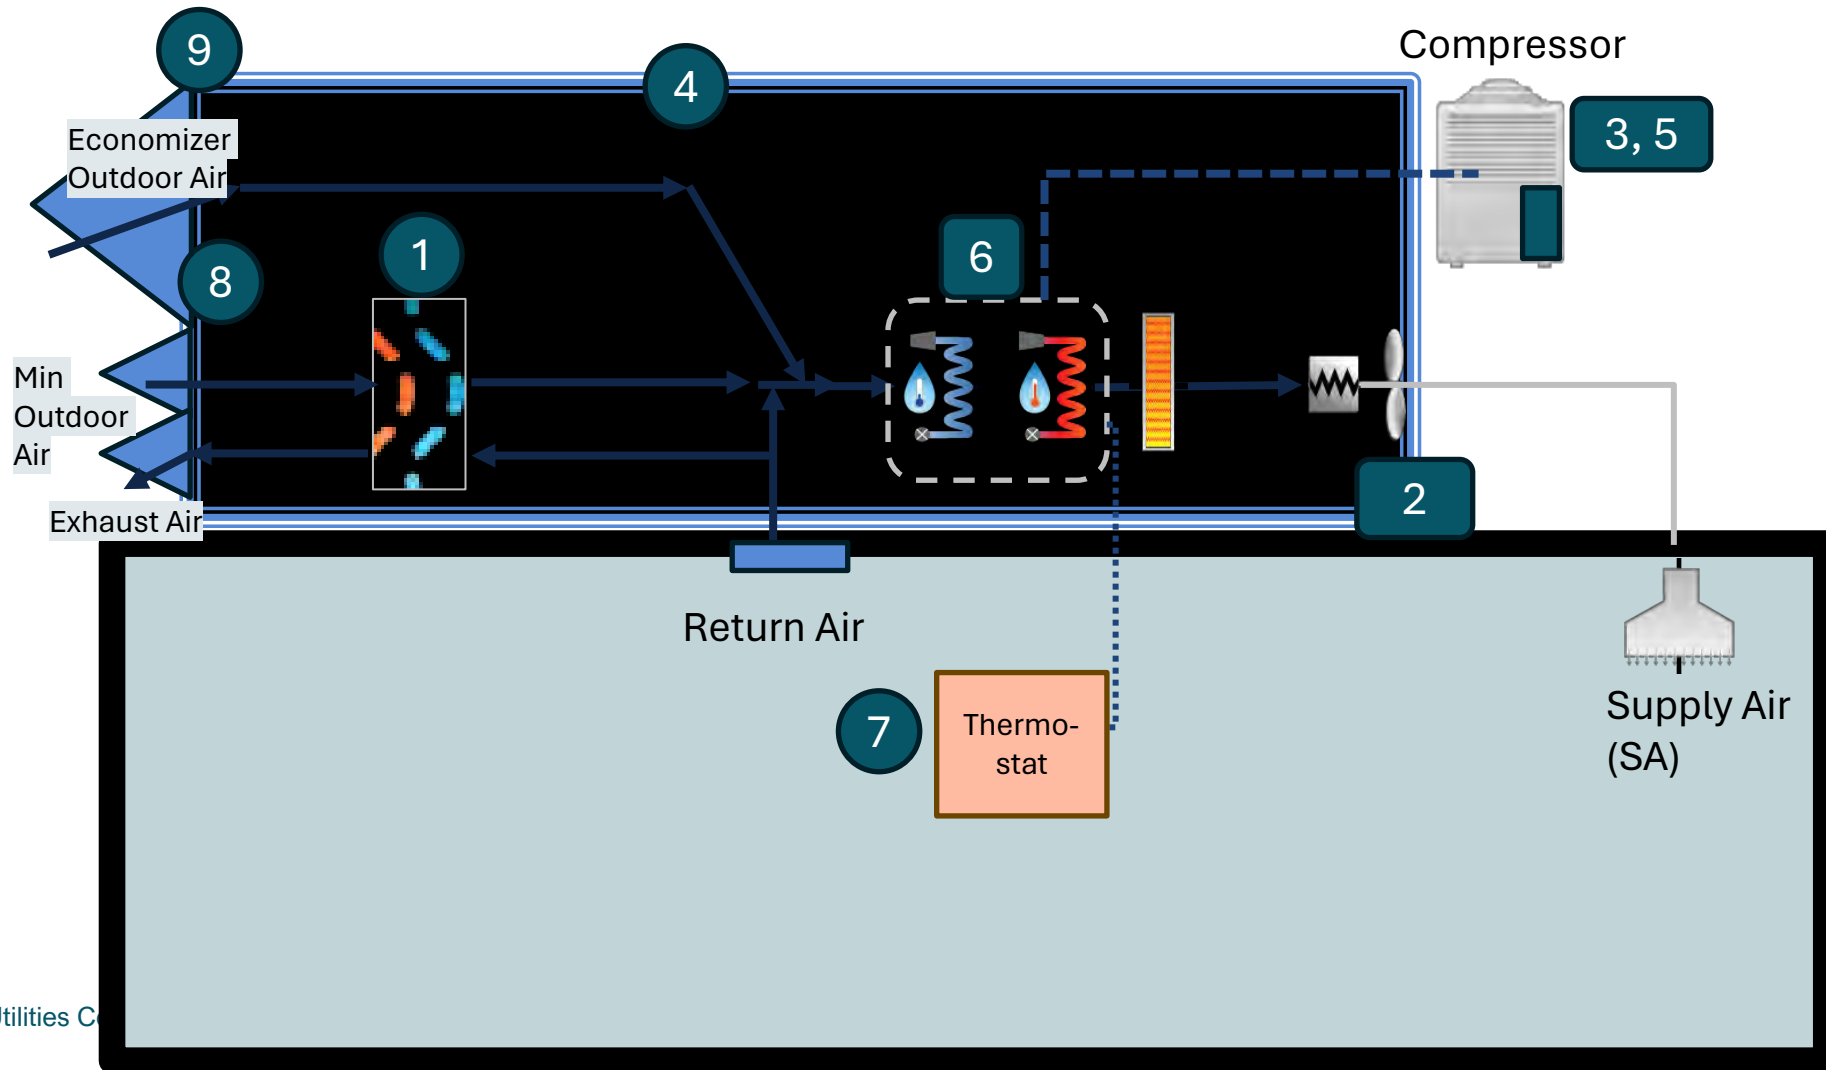 9
4
Compressor
3, 5
Economizer
Outdoor Air
1
6
8
Min
Outdoor
Air
2
Exhaust Air
Return Air
7
Thermo-
stat
Supply Air
(SA)